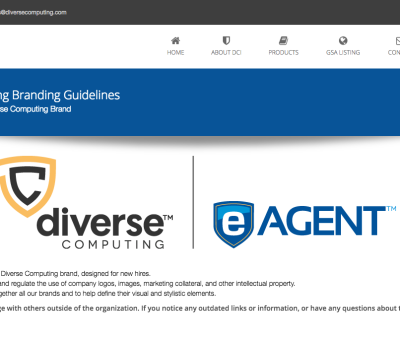 @diversecomputing.com
HOME
ABOUT DCI
PRODUCTS
GSA LISTING
CON
ng Branding Guidelines
rse Computing Brand
C
diverse™
COMPUTING
e AGENT™
Diverse Computing brand, designed for new hires.
and regulate the use of company logos, images, marketing collateral, and other intellectual property.
gether all our brands and to help define their visual and stylistic elements.
ge with others outside of the organization. If you notice any outdated links or information, or have any questions about t